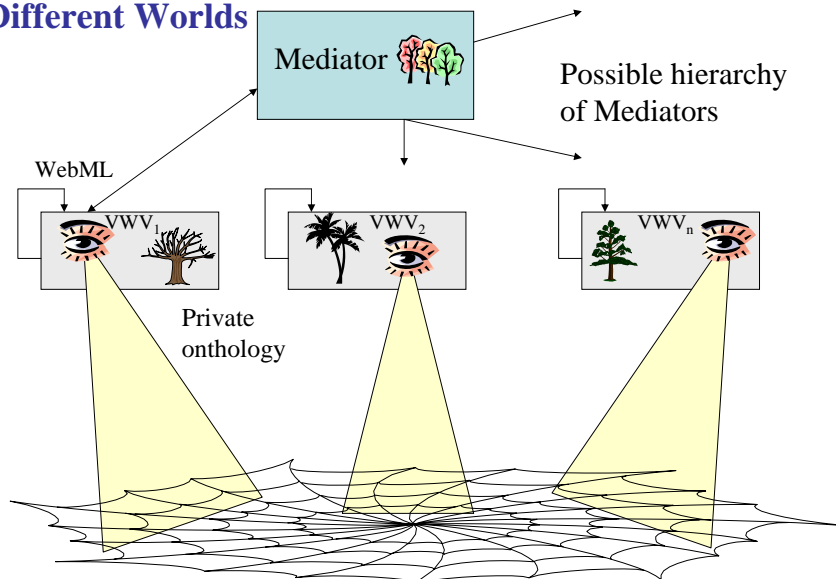 Different Worlds
Mediator
Possible hierarchy
of Mediators
WebML
VWV1
VWV2
VWVn
Private
onthology